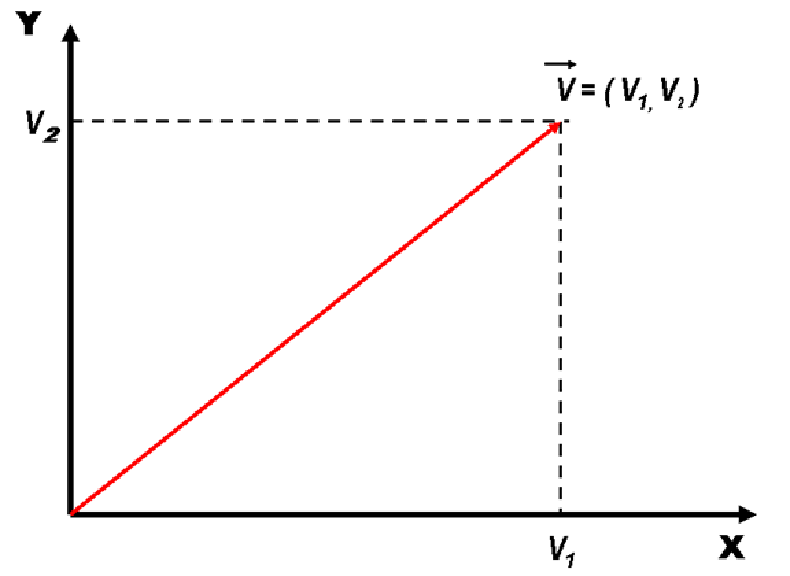 Y
V = ( V1, V2 )
V2
V1
X